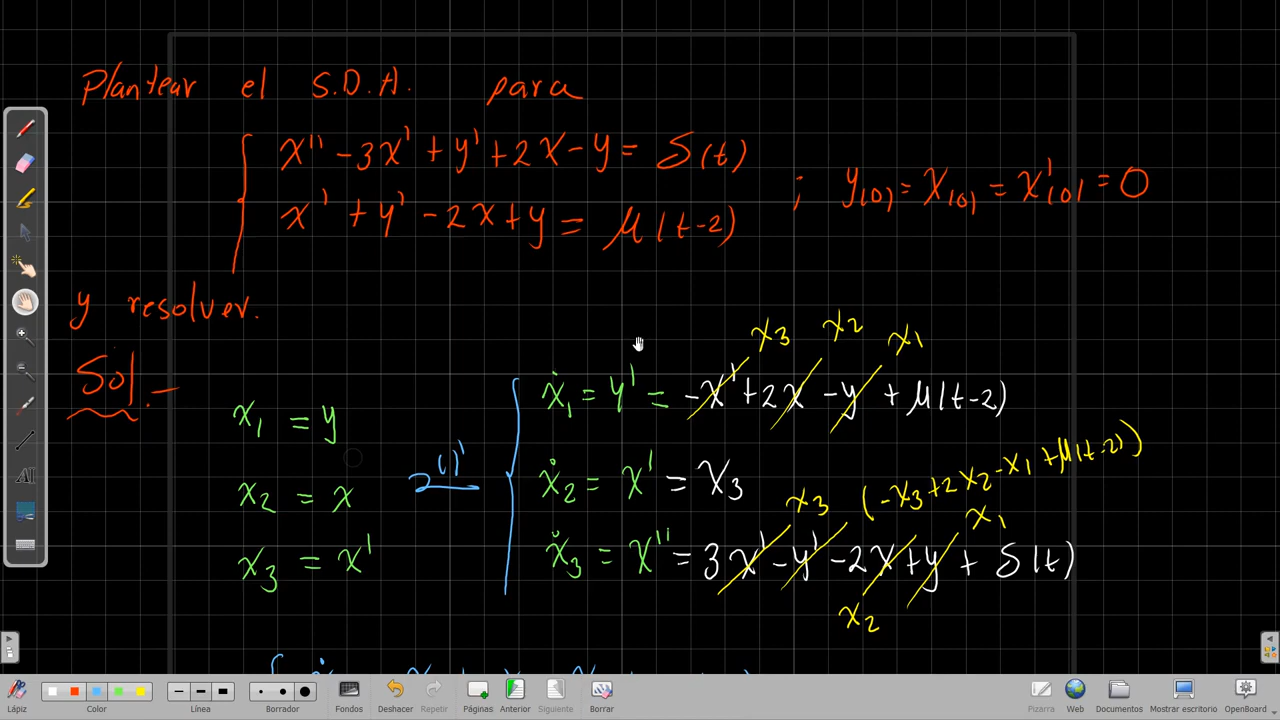 Plantear el S.D.A. para
x'' - 3x' + y' + 2x - y = δ(t)
x' + y' - 2x + y = μ(t-2)
; y(0) = x(0) = x'(0) = 0
y resolver.
Sol.-
x₁ = y
x₂ = x
x₃ = x'
ẋ₁ = y' = -x' + 2x - y + μ(t-2)
x₃ x₂ x₁
ẋ₂ = x' = x₃
ẋ₃ = x'' = 3x' - y' - 2x + y + δ(t)
x₃ (-x₃ + 2x₂ - x₁ + μ(t-2)) x₁
x₂
Lápiz
Color
Línea
Borrador
Fondos
Deshacer
Repetir
Páginas
Anterior
Siguiente
Borrar
Pizarra
Web
Documentos
Mostrar escritorio
OpenBoard